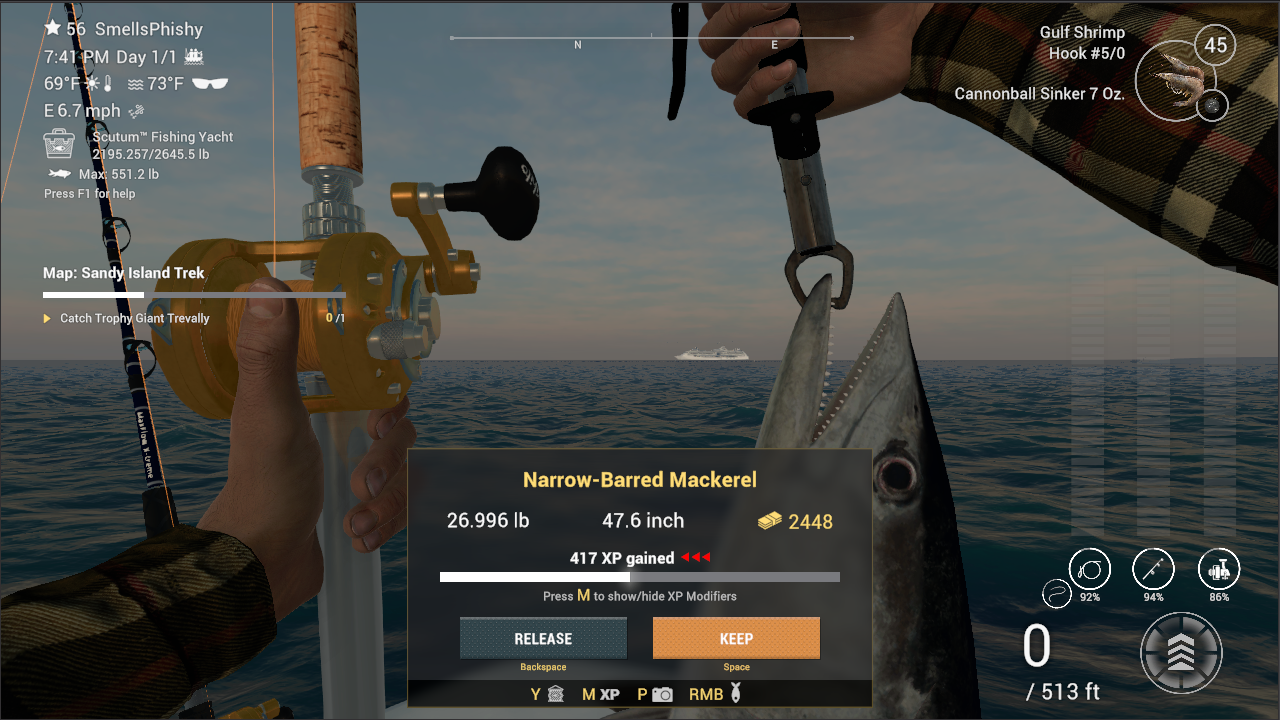 56 SmellsPhishy
7:41 PM Day 1/1
69°F 73°F
E 6.7 mph
Scutum™ Fishing Yacht
2195.257/2645.5 lb
Max: 551.2 lb
Press F1 for help
Map: Sandy Island Trek
Catch Trophy Giant Trevally 0 /1
N E
Gulf Shrimp 45
Hook #5/0
Cannonball Sinker 7 Oz.
Narrow-Barred Mackerel
26.996 lb 47.6 inch 2448
417 XP gained
Press M to show/hide XP Modifiers
RELEASE KEEP
Backspace Space
Y M XP P RMB
92% 94% 86%
0
/ 513 ft